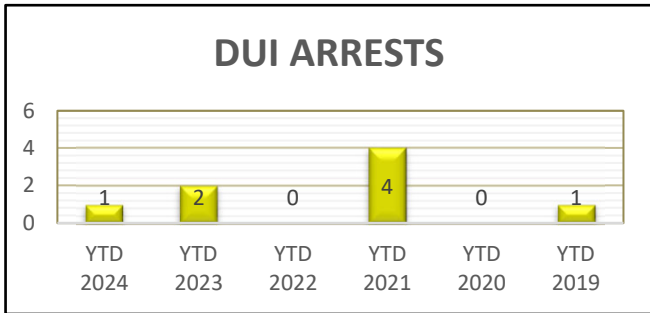 DUI ARRESTS
6
4
2
0
1 2 0 4 0 1
YTD YTD YTD YTD YTD YTD
2024 2023 2022 2021 2020 2019